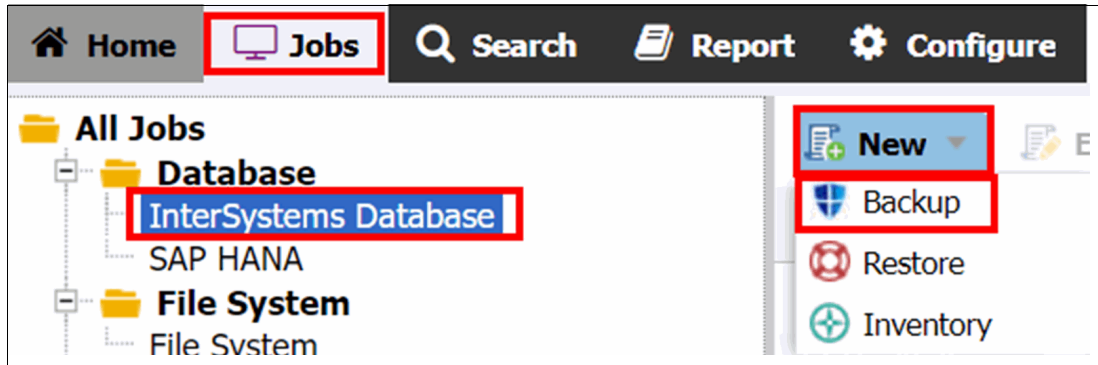 Home Jobs Search Report Configure
All Jobs
Database
InterSystems Database
SAP HANA
File System
File System
New E
Backup
Restore
Inventory